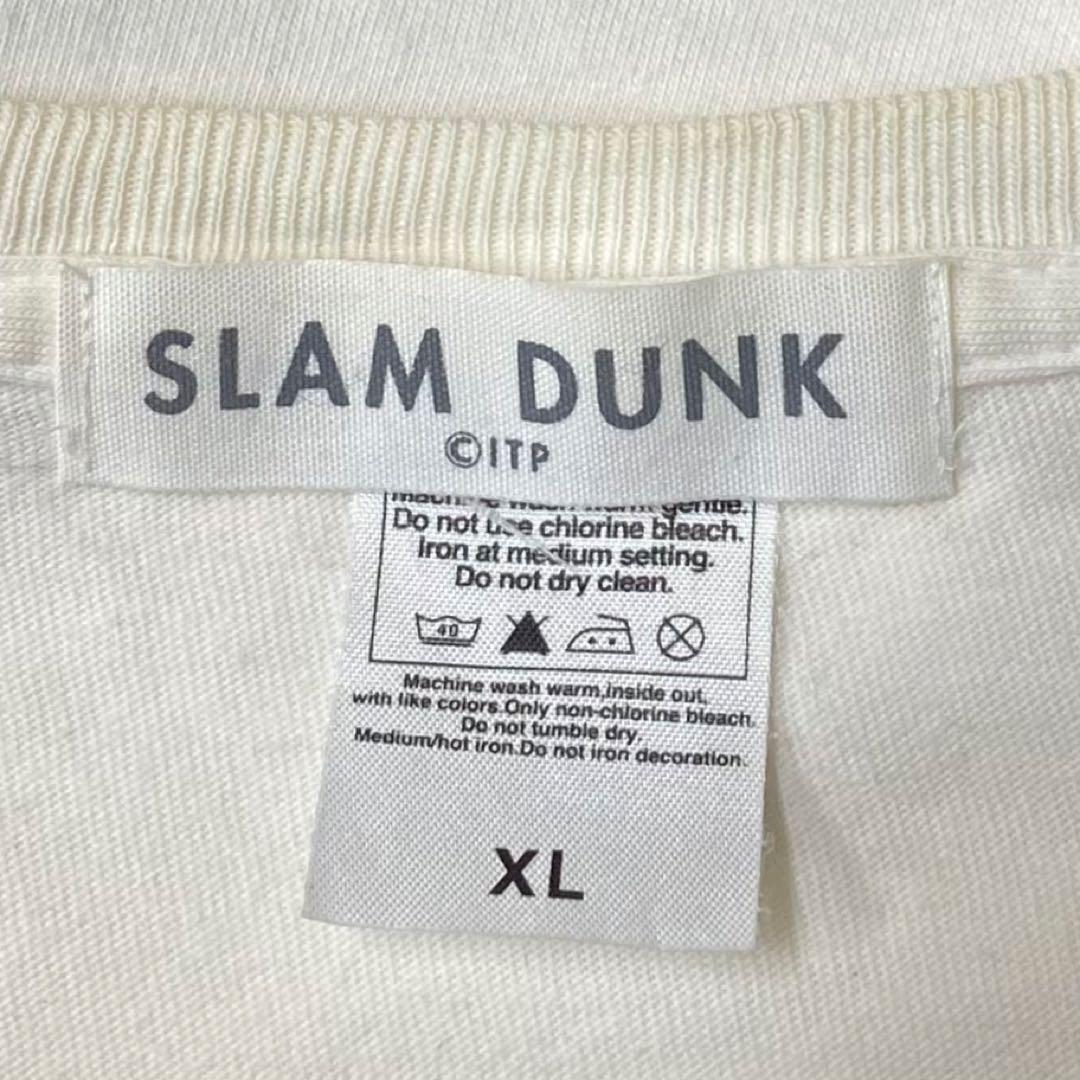 SLAM DUNK
©ITP
gentle.
Do not use chlorine bleach.
Iron at medium setting.
Do not dry clean.
40
Machine wash warm,inside out,
with like colors.Only non-chlorine bleach.
Do not tumble dry.
Medium/hot iron.Do not iron decoration.
XL